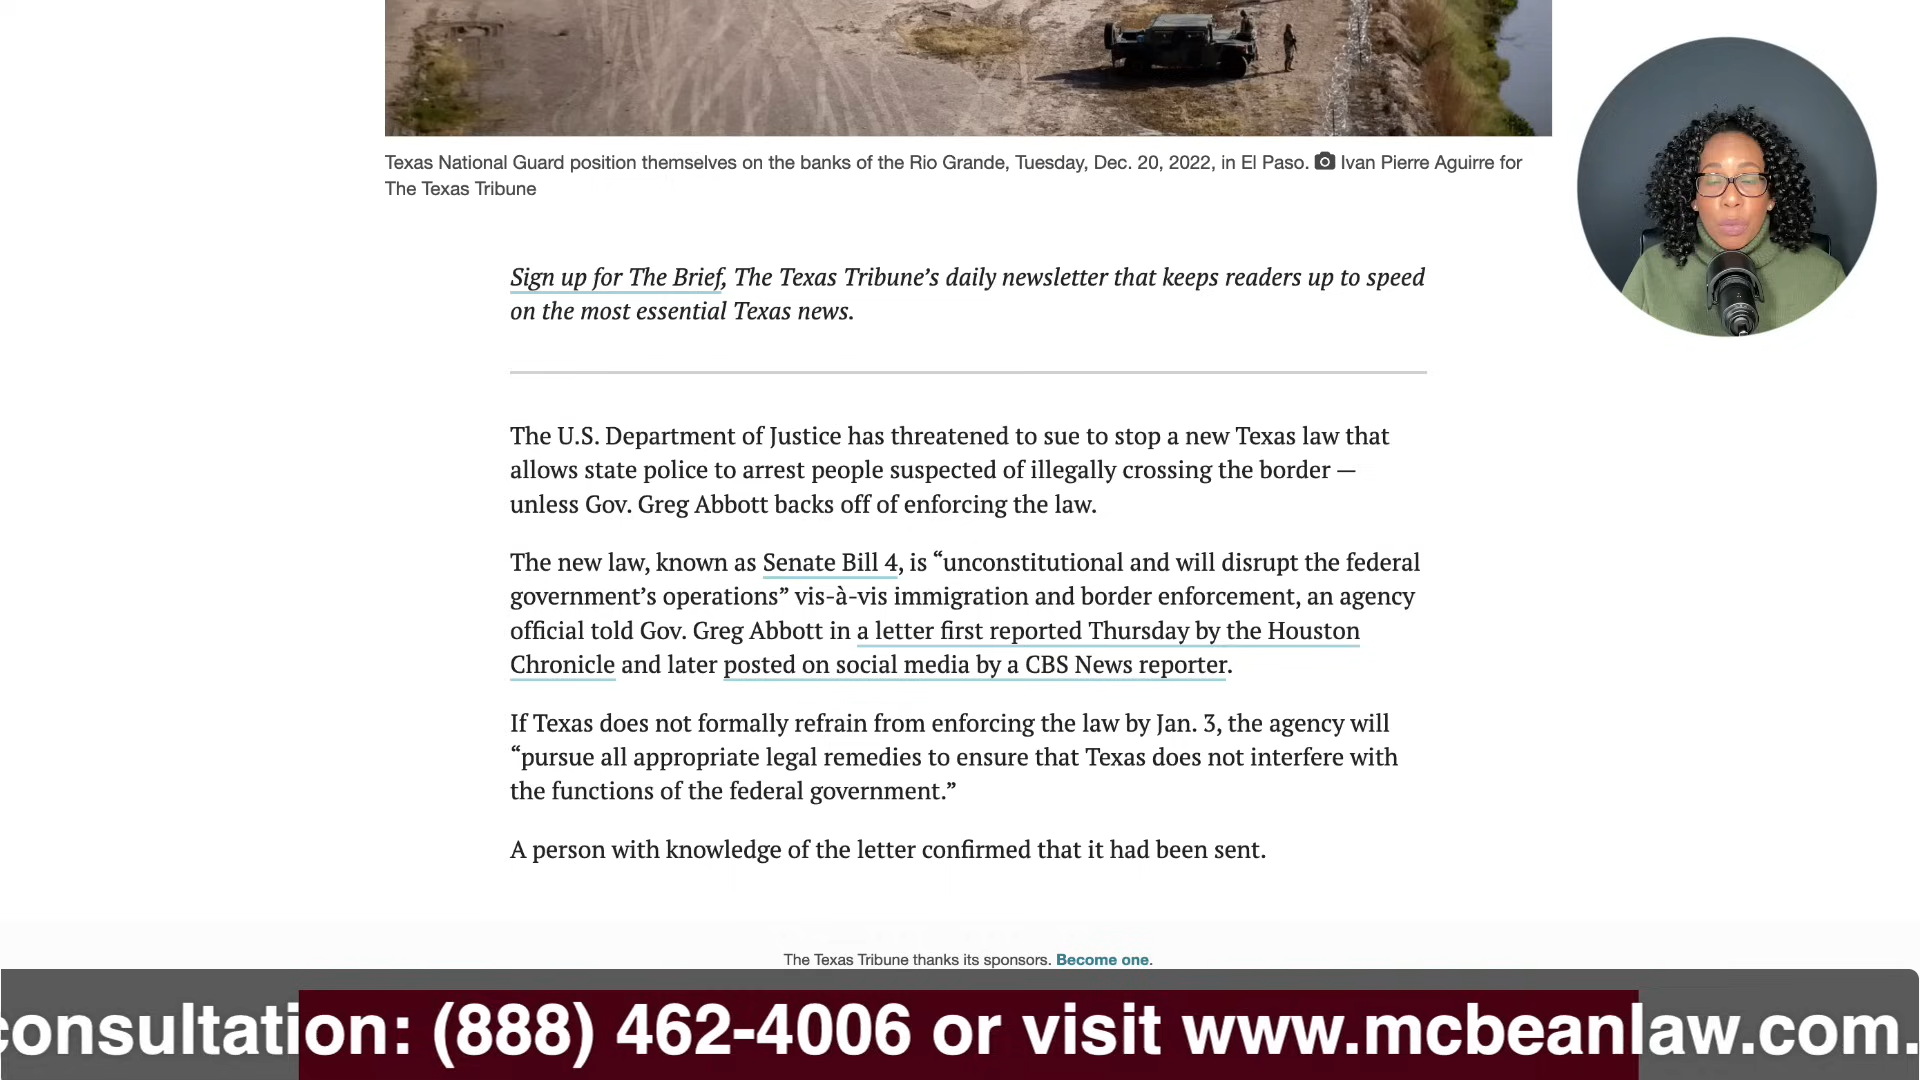 Texas National Guard position themselves on the banks of the Rio Grande, Tuesday, Dec. 20, 2022, in El Paso. Ivan Pierre Aguirre for
The Texas Tribune
Sign up for The Brief, The Texas Tribune’s daily newsletter that keeps readers up to speed
on the most essential Texas news.
The U.S. Department of Justice has threatened to sue to stop a new Texas law that
allows state police to arrest people suspected of illegally crossing the border —
unless Gov. Greg Abbott backs off of enforcing the law.
The new law, known as Senate Bill 4, is “unconstitutional and will disrupt the federal
government’s operations” vis-à-vis immigration and border enforcement, an agency
official told Gov. Greg Abbott in a letter first reported Thursday by the Houston
Chronicle and later posted on social media by a CBS News reporter.
If Texas does not formally refrain from enforcing the law by Jan. 3, the agency will
“pursue all appropriate legal remedies to ensure that Texas does not interfere with
the functions of the federal government.”
A person with knowledge of the letter confirmed that it had been sent.
The Texas Tribune thanks its sponsors. Become one.
consultation: (888) 462-4006 or visit www.mcbeanlaw.com.